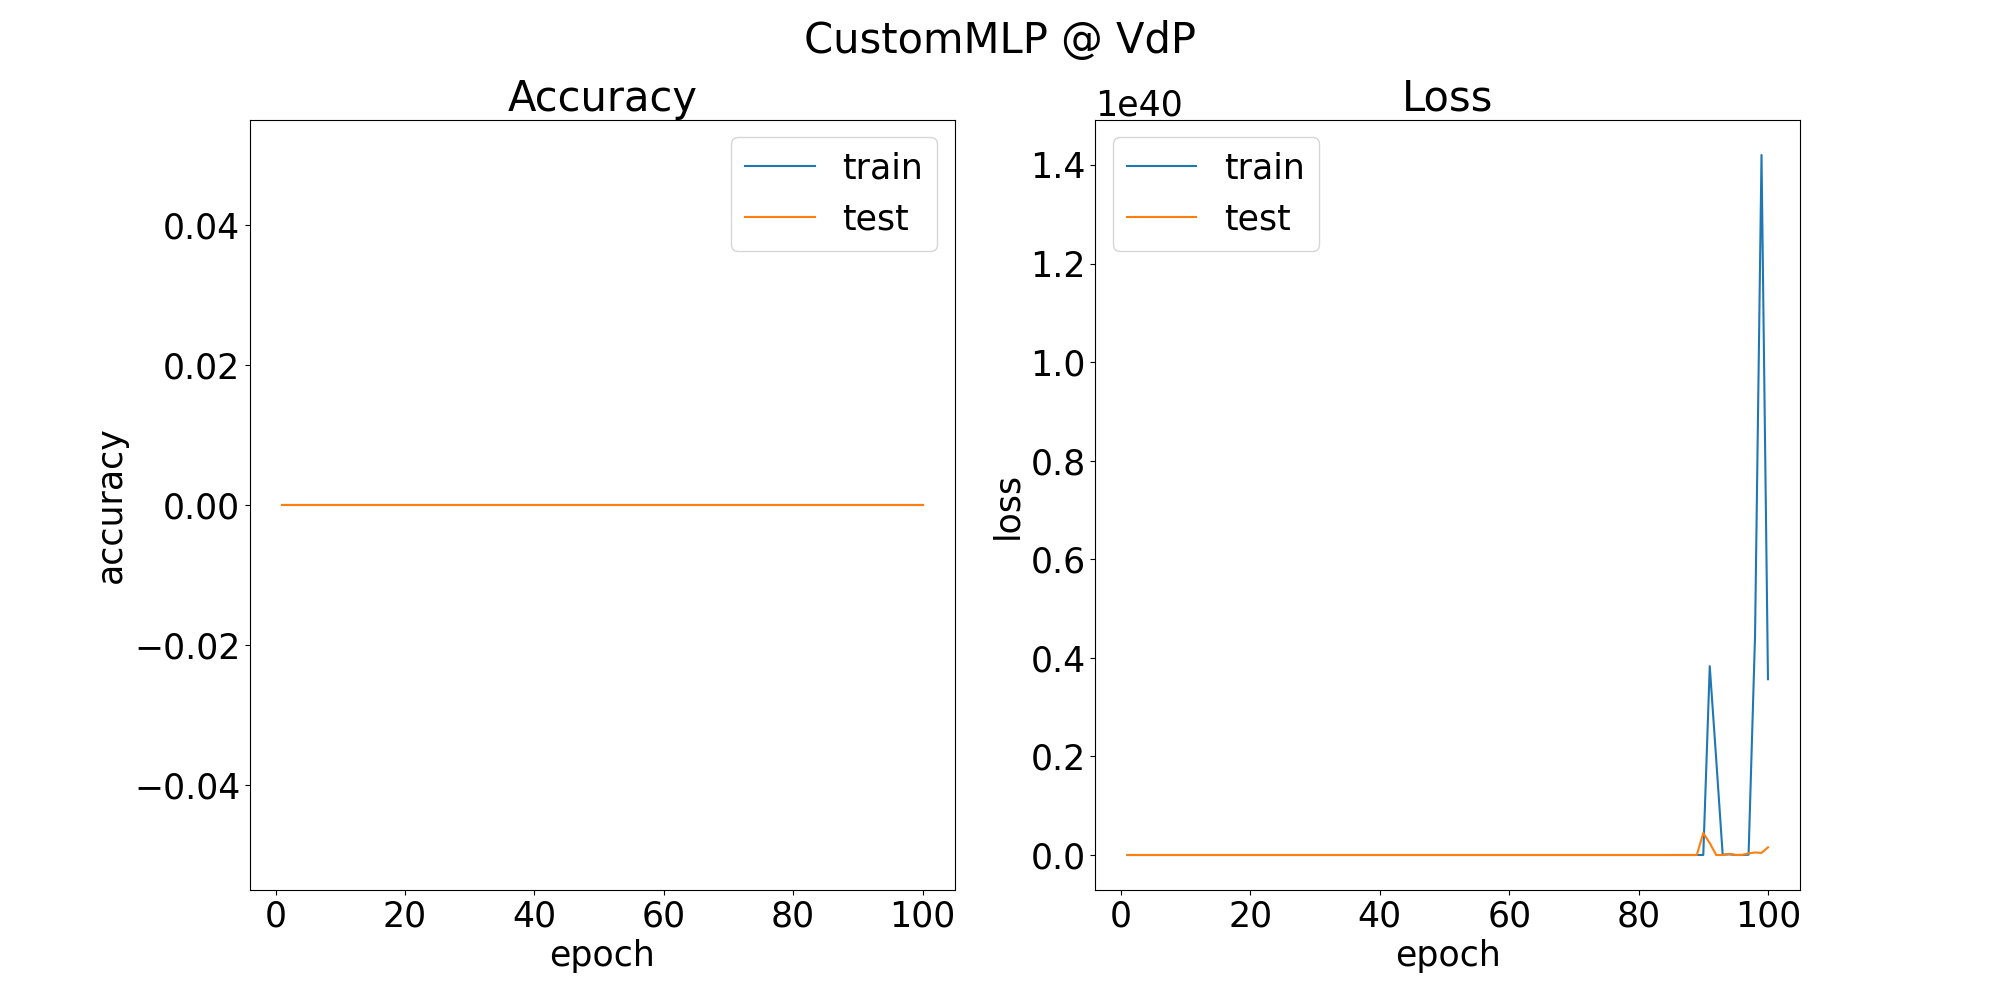 CustomMLP @ VdP
Accuracy
train
test
0.04
0.02
0.00
−0.02
−0.04
accuracy
0 20 40 60 80 100
epoch
Loss
1e40
train
test
1.4
1.2
1.0
0.8
0.6
0.4
0.2
0.0
loss
0 20 40 60 80 100
epoch